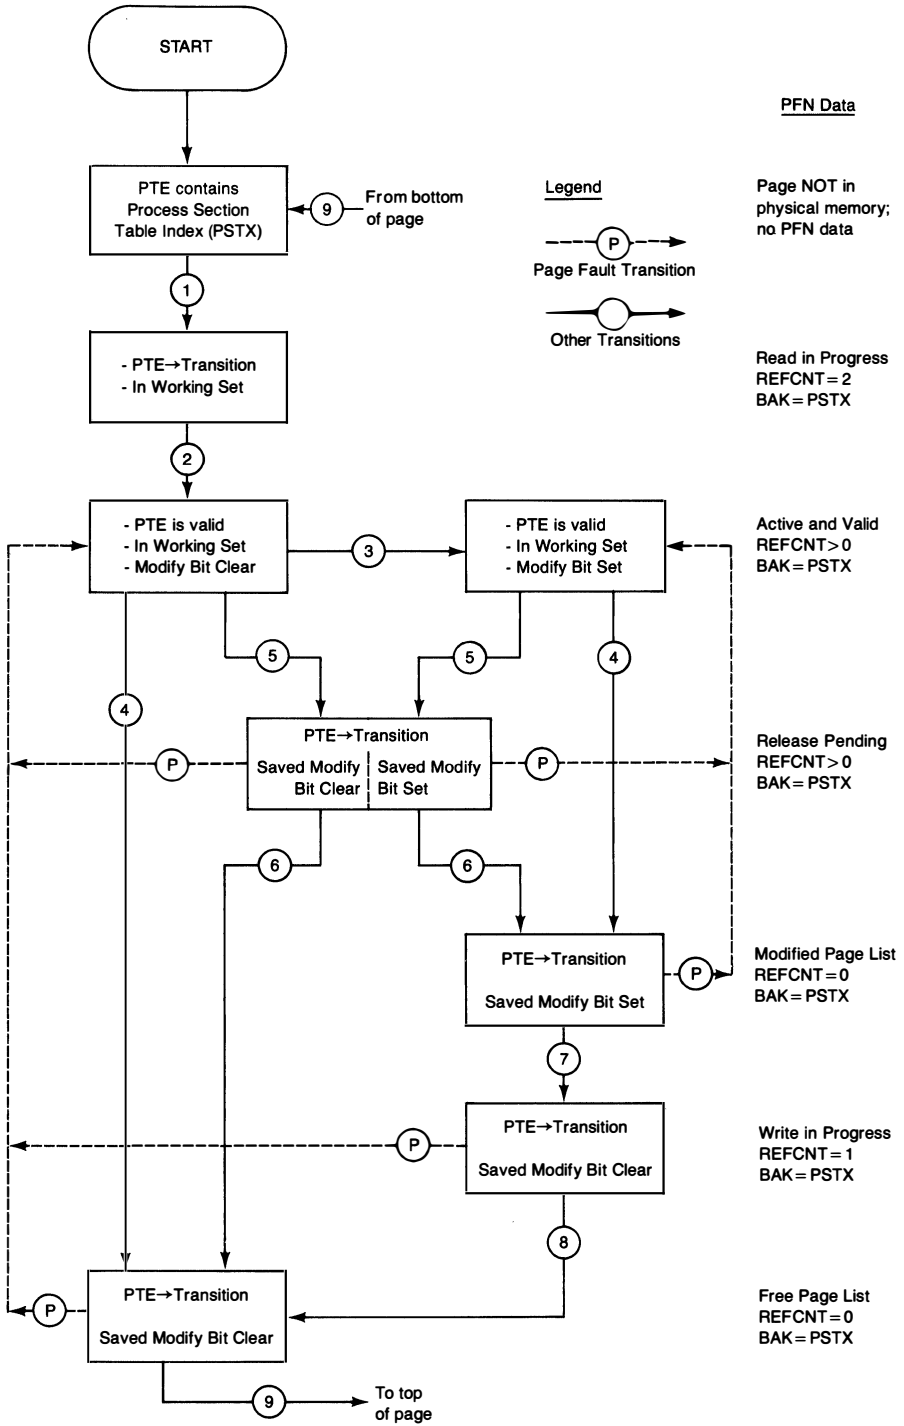 START
PFN Data
PTE contains
Process Section
Table Index (PSTX)
9
From bottom
of page
Legend
P
Page Fault Transition
Other Transitions
Page NOT in
physical memory;
no PFN data
1
- PTE→Transition
- In Working Set
Read in Progress
REFCNT=2
BAK=PSTX
2
- PTE is valid
- In Working Set
- Modify Bit Clear
3
- PTE is valid
- In Working Set
- Modify Bit Set
Active and Valid
REFCNT>0
BAK=PSTX
5
5
4
4
PTE→Transition
Saved Modify
Bit Clear
Saved Modify
Bit Set
P
P
Release Pending
REFCNT>0
BAK=PSTX
6
6
PTE→Transition
Saved Modify Bit Set
P
Modified Page List
REFCNT=0
BAK=PSTX
7
PTE→Transition
Saved Modify Bit Clear
P
Write in Progress
REFCNT=1
BAK=PSTX
8
PTE→Transition
Saved Modify Bit Clear
P
Free Page List
REFCNT=0
BAK=PSTX
9
To top
of page